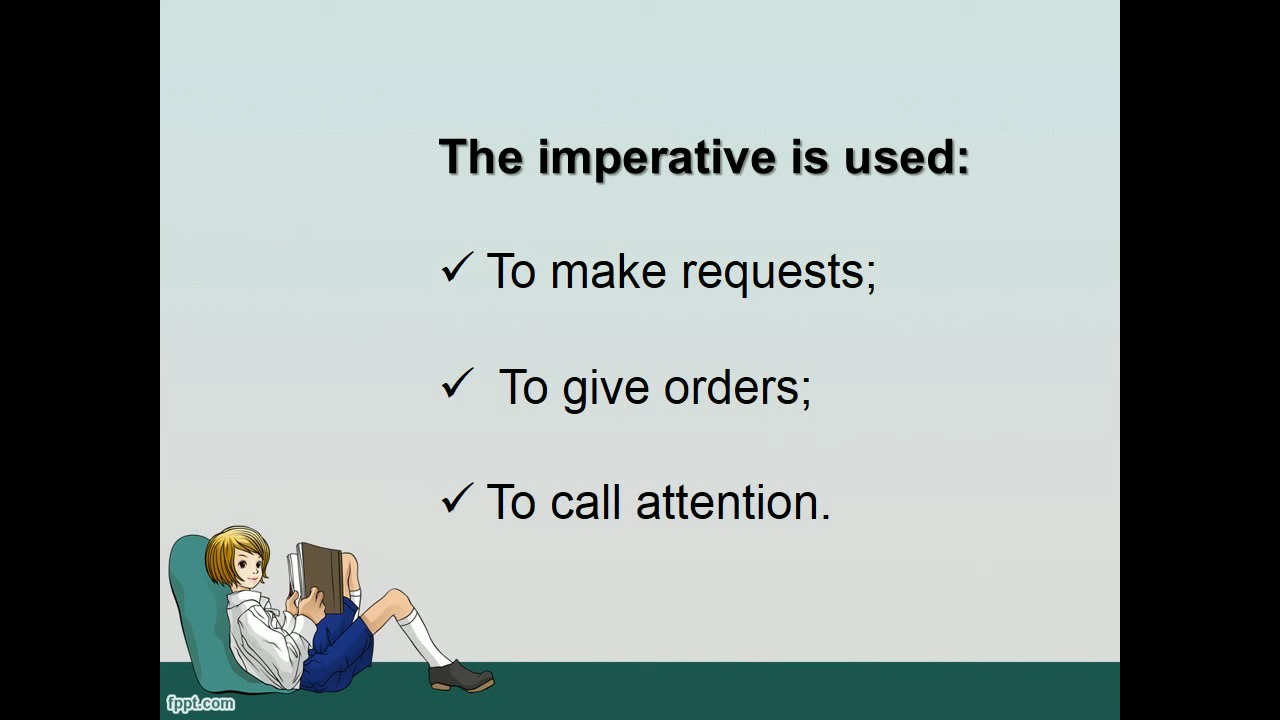 The imperative is used:
✓ To make requests;
✓ To give orders;
✓ To call attention.
fppt.com